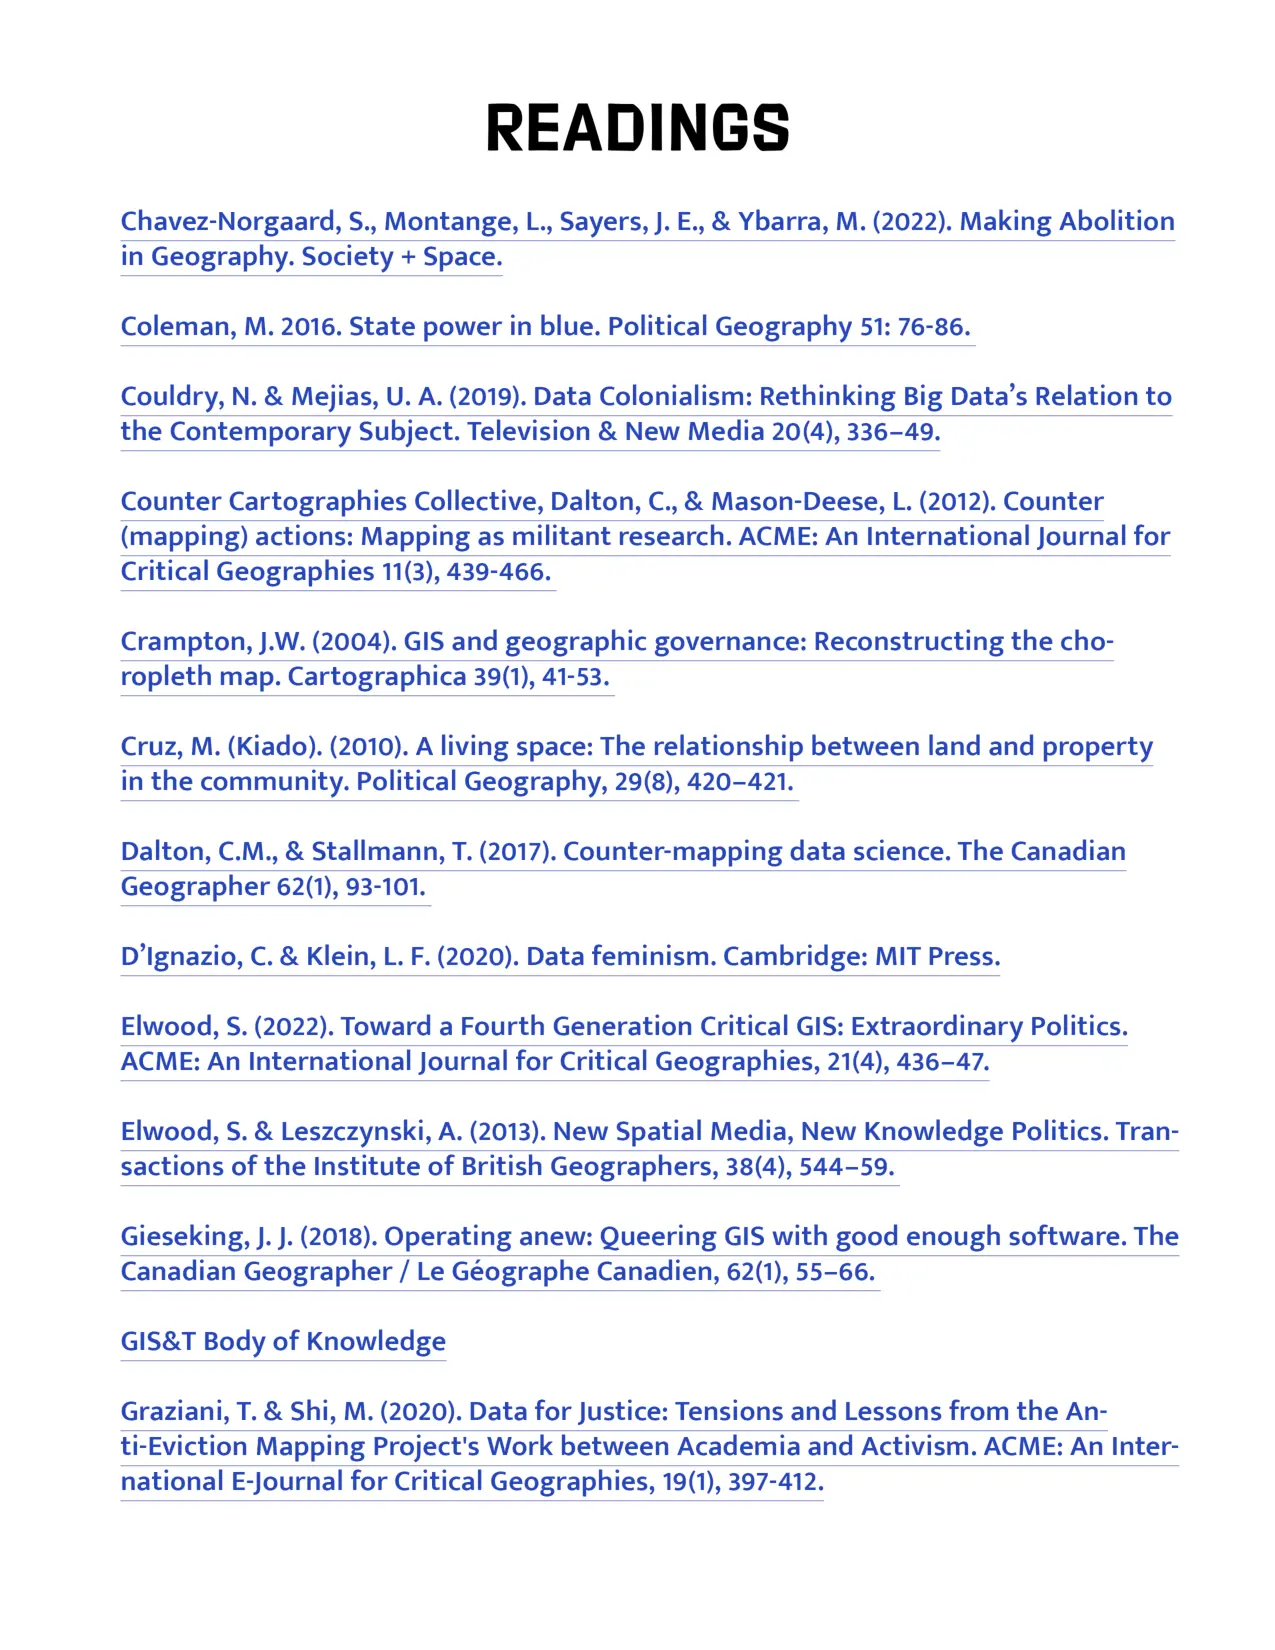 READINGS
Chavez-Norgaard, S., Montange, L., Sayers, J. E., & Ybarra, M. (2022). Making Abolition
in Geography. Society + Space.
Coleman, M. 2016. State power in blue. Political Geography 51: 76-86.
Couldry, N. & Mejias, U. A. (2019). Data Colonialism: Rethinking Big Data’s Relation to
the Contemporary Subject. Television & New Media 20(4), 336–49.
Counter Cartographies Collective, Dalton, C., & Mason-Deese, L. (2012). Counter
(mapping) actions: Mapping as militant research. ACME: An International Journal for
Critical Geographies 11(3), 439-466.
Crampton, J.W. (2004). GIS and geographic governance: Reconstructing the cho-
ropleth map. Cartographica 39(1), 41-53.
Cruz, M. (Kiado). (2010). A living space: The relationship between land and property
in the community. Political Geography, 29(8), 420–421.
Dalton, C.M., & Stallmann, T. (2017). Counter-mapping data science. The Canadian
Geographer 62(1), 93-101.
D’Ignazio, C. & Klein, L. F. (2020). Data feminism. Cambridge: MIT Press.
Elwood, S. (2022). Toward a Fourth Generation Critical GIS: Extraordinary Politics.
ACME: An International Journal for Critical Geographies, 21(4), 436–47.
Elwood, S. & Leszczynski, A. (2013). New Spatial Media, New Knowledge Politics. Tran-
sactions of the Institute of British Geographers, 38(4), 544–59.
Gieseking, J. J. (2018). Operating anew: Queering GIS with good enough software. The
Canadian Geographer / Le Géographe Canadien, 62(1), 55–66.
GIS&T Body of Knowledge
Graziani, T. & Shi, M. (2020). Data for Justice: Tensions and Lessons from the An-
ti-Eviction Mapping Project's Work between Academia and Activism. ACME: An Inter-
national E-Journal for Critical Geographies, 19(1), 397-412.